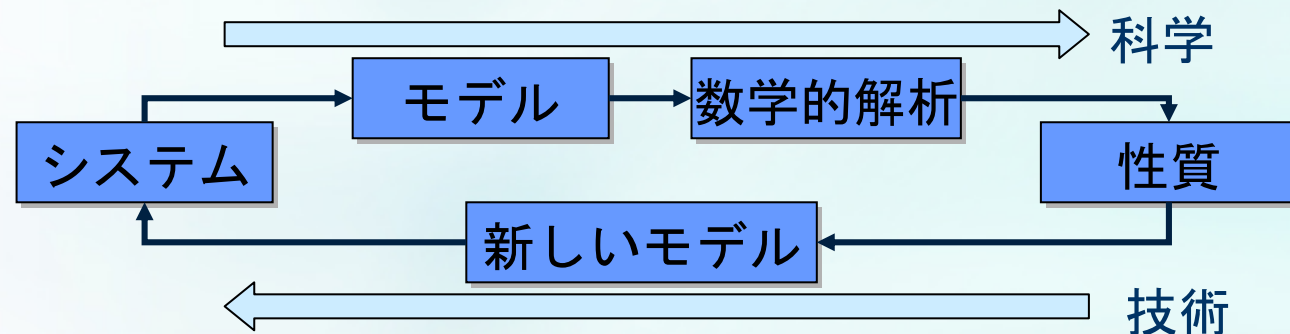 科学
モデル
数学的解析
システム
性質
新しいモデル
技術